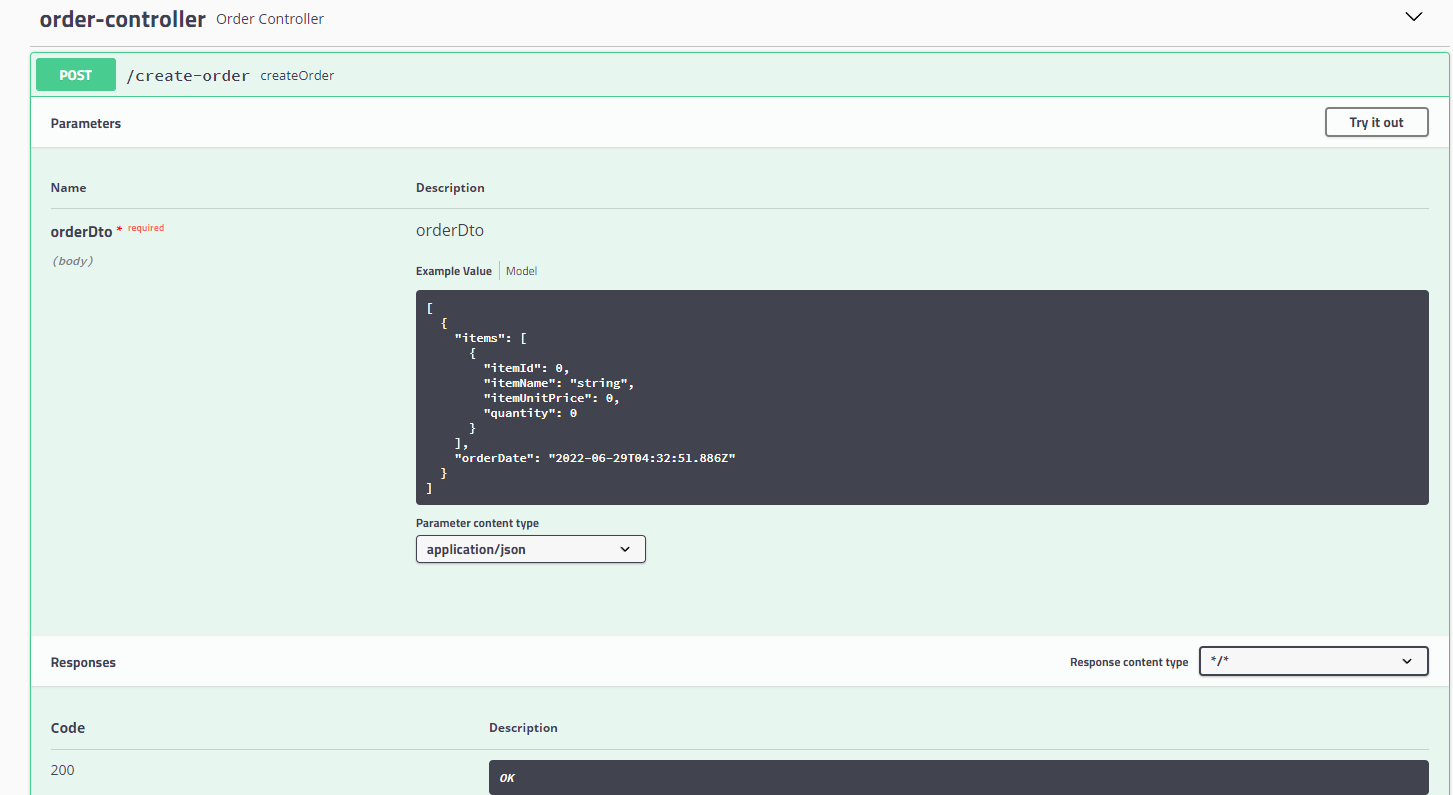 order-controller Order Controller
POST /create-order createOrder
Parameters Try it out
Name Description
orderDto * required orderDto
(body)
Example Value Model
[
{
"items": [
{
"itemId": 0,
"itemName": "string",
"itemUnitPrice": 0,
"quantity": 0
}
],
"orderDate": "2022-06-29T04:32:51.886Z"
}
]
Parameter content type
application/json
Responses Response content type */*
Code Description
200 OK